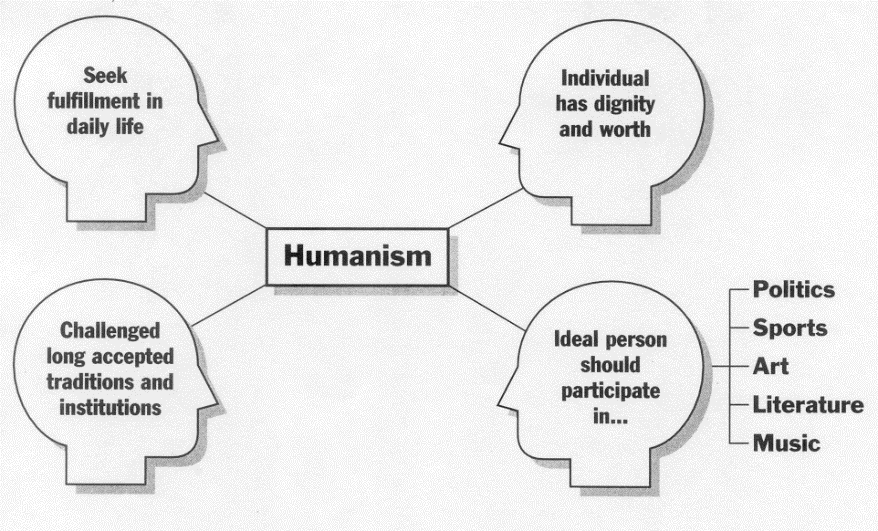 Seek
fulfillment in
daily life
Individual
has dignity
and worth
Humanism
Challenged
long accepted
traditions and
institutions
Ideal person
should
participate
in...
Politics
Sports
Art
Literature
Music